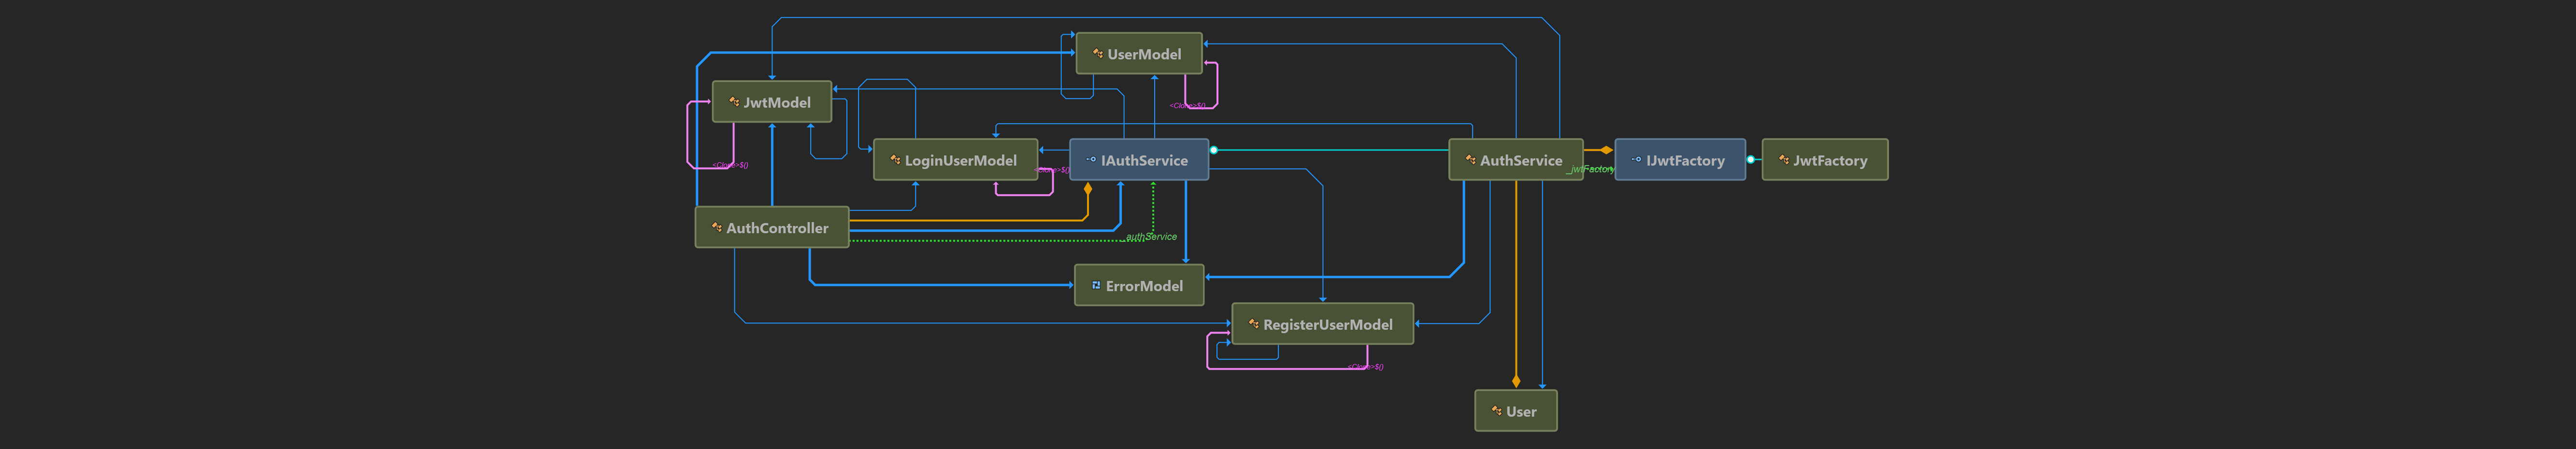 UserModel
<Clone>$()
JwtModel
<Clone>$()
LoginUserModel
<Clone>$()
IAuthService
AuthService
_jwtFactory
IJwtFactory
JwtFactory
AuthController
_authService
ErrorModel
RegisterUserModel
<Clone>$()
User